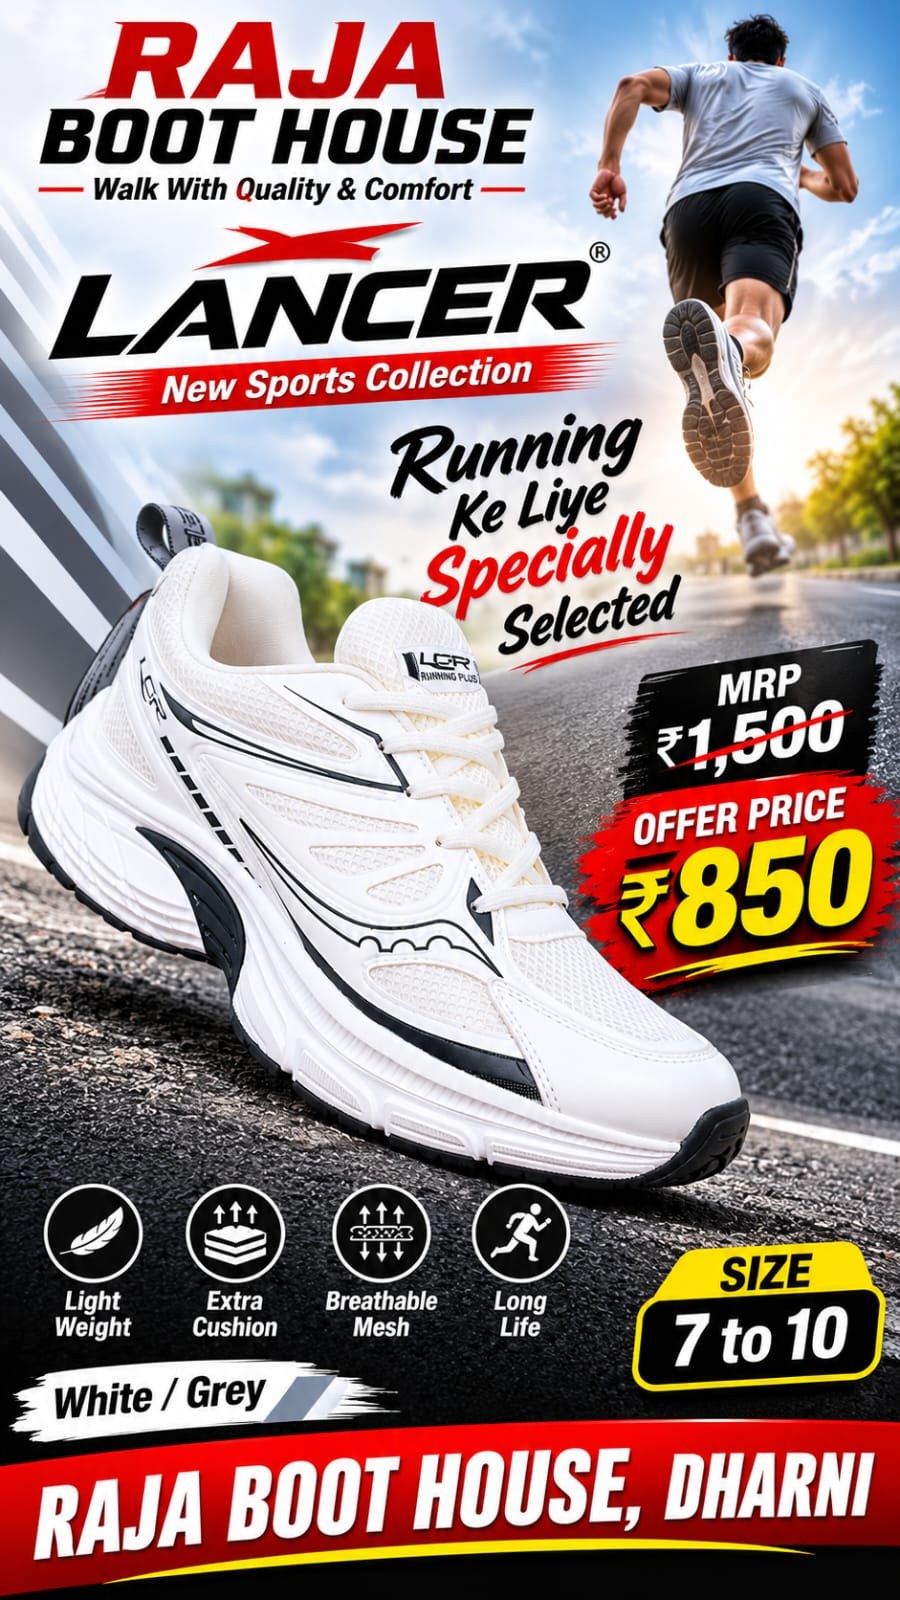 RAJA
BOOT HOUSE
Walk With Quality & Comfort
LANCER®
New Sports Collection
Running
Ke Liye
Specially
Selected
LCR
RUNNING PLUS
LCR
MRP
₹1,500
OFFER PRICE
₹850
Light
Weight
Extra
Cushion
Breathable
Mesh
Long
Life
SIZE
7 to 10
White / Grey
RAJA BOOT HOUSE, DHARNI